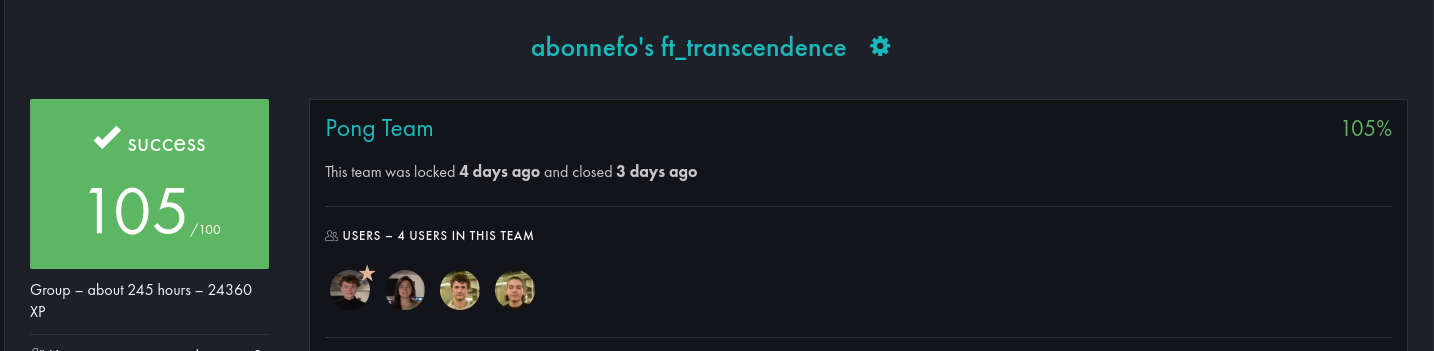 abonnefo's ft_transcendence
success
105/100
Group – about 245 hours – 24360
XP
Pong Team
105%
This team was locked 4 days ago and closed 3 days ago
USERS – 4 USERS IN THIS TEAM